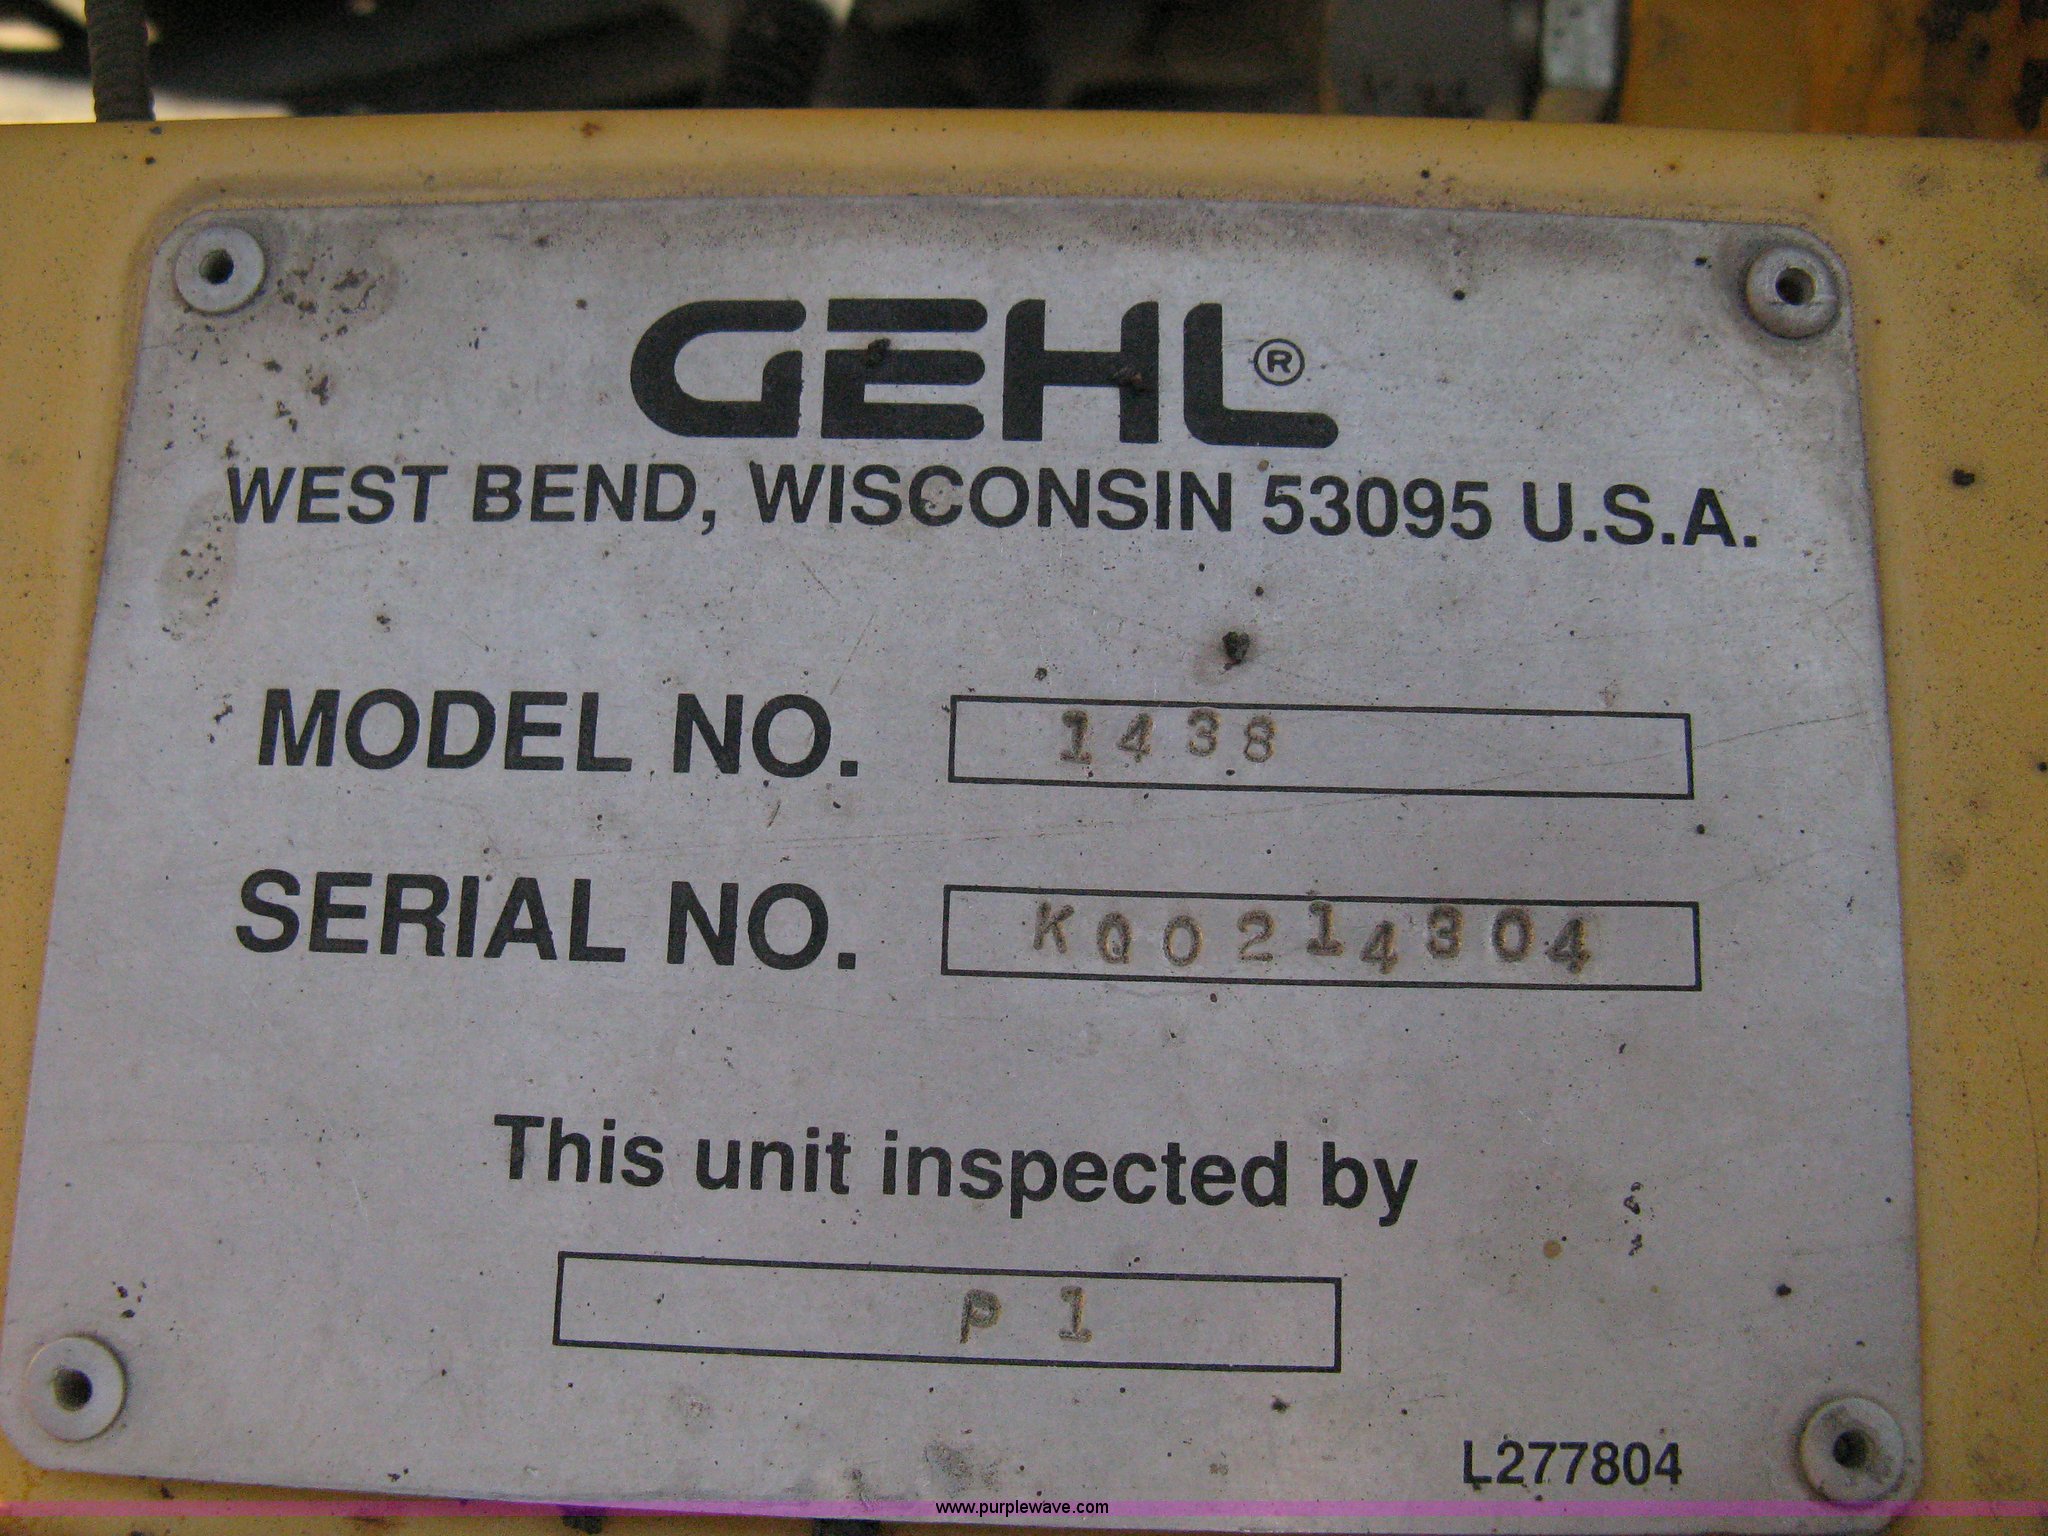 GEHL®
WEST BEND, WISCONSIN 53095 U.S.A.
MODEL NO. 1438
SERIAL NO. KQ0214304
This unit inspected by
P1
L277804
www.purplewave.com